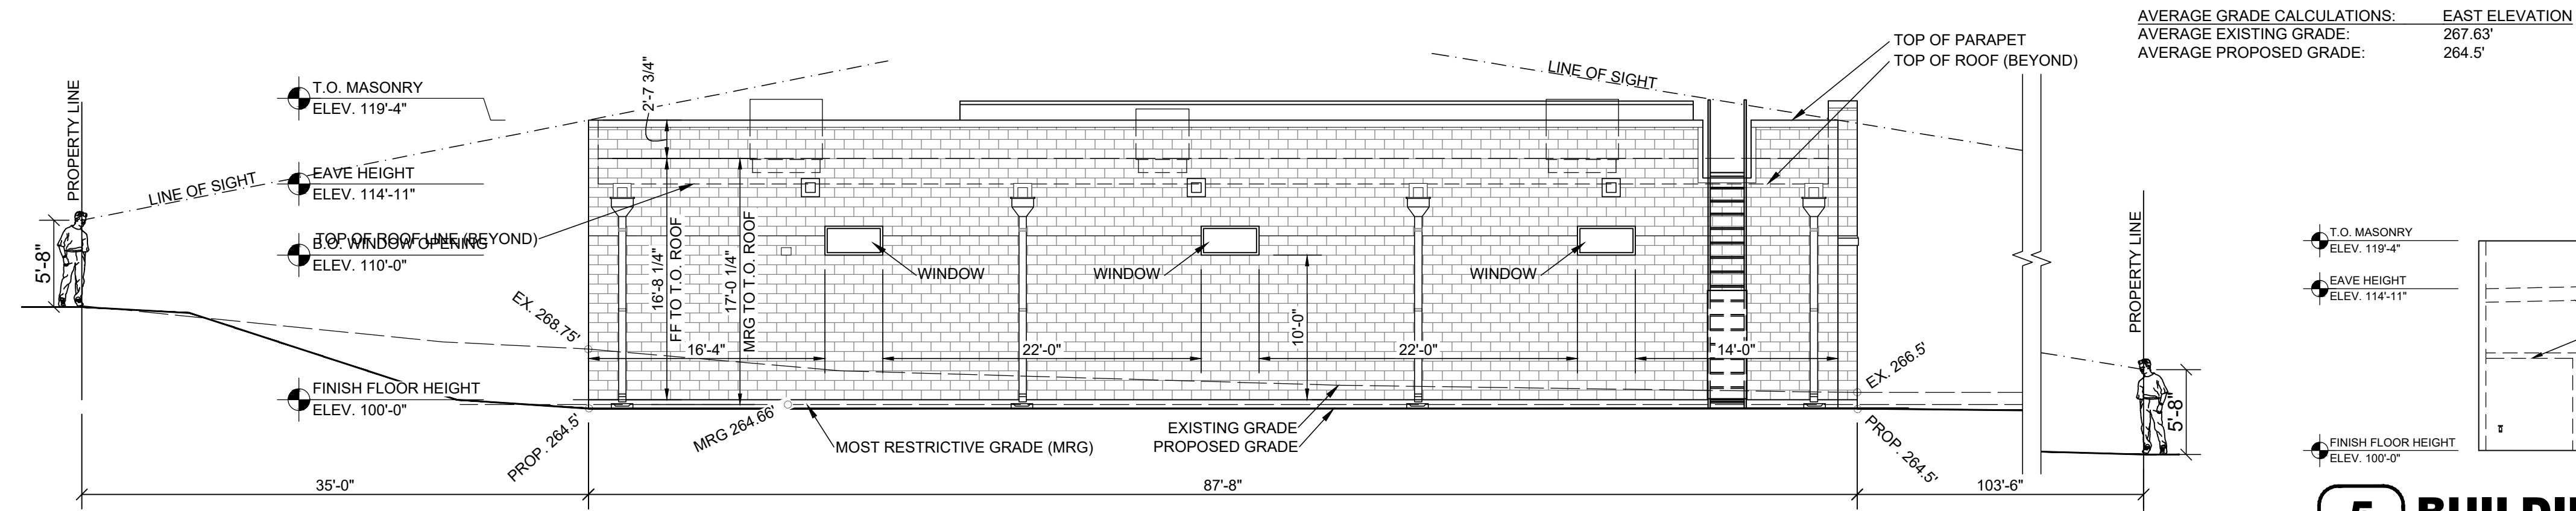 AVERAGE GRADE CALCULATIONS: EAST ELEVATION
AVERAGE EXISTING GRADE: 267.63'
AVERAGE PROPOSED GRADE: 264.5'
TOP OF PARAPET
TOP OF ROOF (BEYOND)
LINE OF SIGHT
2'-7 3/4"
PROPERTY LINE
T.O. MASONRY
ELEV. 119'-4"
EAVE HEIGHT
ELEV. 114'-11"
LINE OF SIGHT
TOP OF ROOF LINE (BEYOND)
B.O. WINDOW OPENING
ELEV. 110'-0"
5'-8"
WINDOW
WINDOW
WINDOW
16'-8 1/4"
FF TO T.O. ROOF
17'-0 1/4"
MRG TO T.O. ROOF
10'-0"
EX. 268.75'
16'-4"
22'-0"
22'-0"
14'-0"
EX. 266.5'
FINISH FLOOR HEIGHT
ELEV. 100'-0"
PROP. 264.5'
MRG 264.66'
MOST RESTRICTIVE GRADE (MRG)
EXISTING GRADE
PROPOSED GRADE
PROP. 264.5'
PROPERTY LINE
5'-8"
35'-0"
87'-8"
103'-6"
T.O. MASONRY
ELEV. 119'-4"
EAVE HEIGHT
ELEV. 114'-11"
FINISH FLOOR HEIGHT
ELEV. 100'-0"